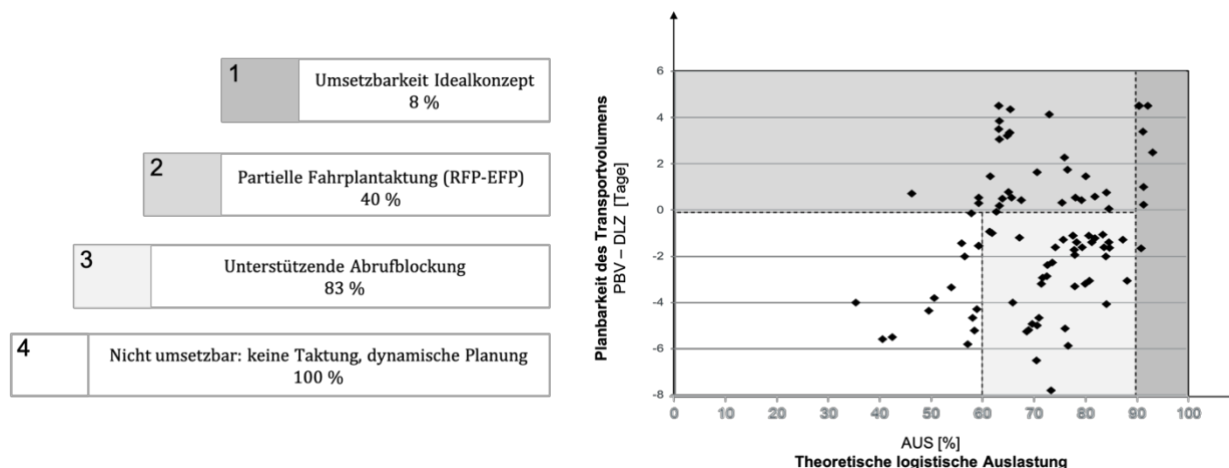 1
Umsetzbarkeit Idealkonzept
8 %
2
Partielle Fahrplantaktung (RFP-EFP)
40 %
3
Unterstützende Abrufblockung
83 %
4
Nicht umsetzbar: keine Taktung, dynamische Planung
100 %
Planbarkeit des Transportvolumens
PBV – DLZ [Tage]
6
4
2
0
-2
-4
-6
-8
0 10 20 30 40 50 60 70 80 90 100
AUS [%]
Theoretische logistische Auslastung